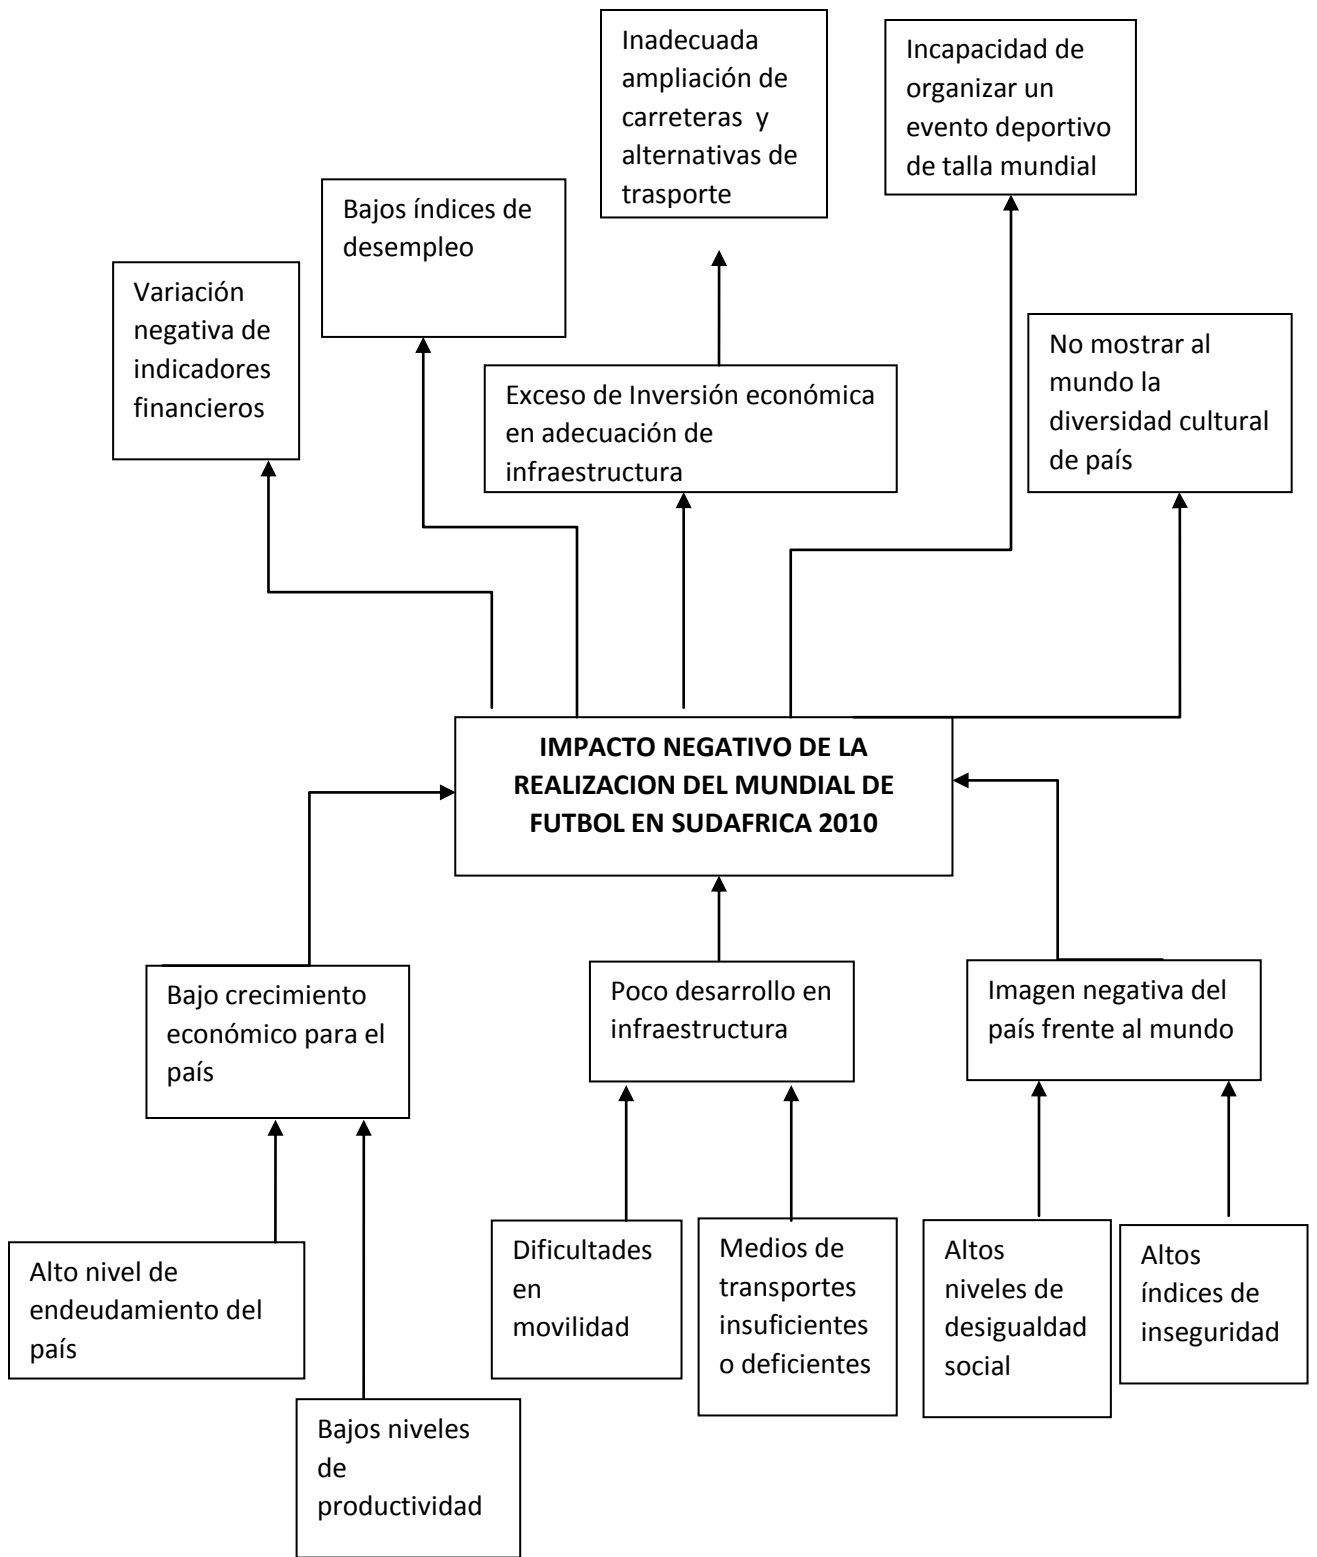 Inadecuada
ampliación de
carreteras y
alternativas de
trasporte
Incapacidad de
organizar un
evento deportivo
de talla mundial
Bajos índices de
desempleo
Variación
negativa de
indicadores
financieros
No mostrar al
mundo la
diversidad cultural
de país
Exceso de Inversión económica
en adecuación de
infraestructura
IMPACTO NEGATIVO DE LA
REALIZACION DEL MUNDIAL DE
FUTBOL EN SUDAFRICA 2010
Bajo crecimiento
económico para el
país
Poco desarrollo en
infraestructura
Imagen negativa del
país frente al mundo
Alto nivel de
endeudamiento del
país
Bajos niveles
de
productividad
Dificultades
en
movilidad
Medios de
transportes
insuficientes
o deficientes
Altos
niveles de
desigualdad
social
Altos
índices de
inseguridad